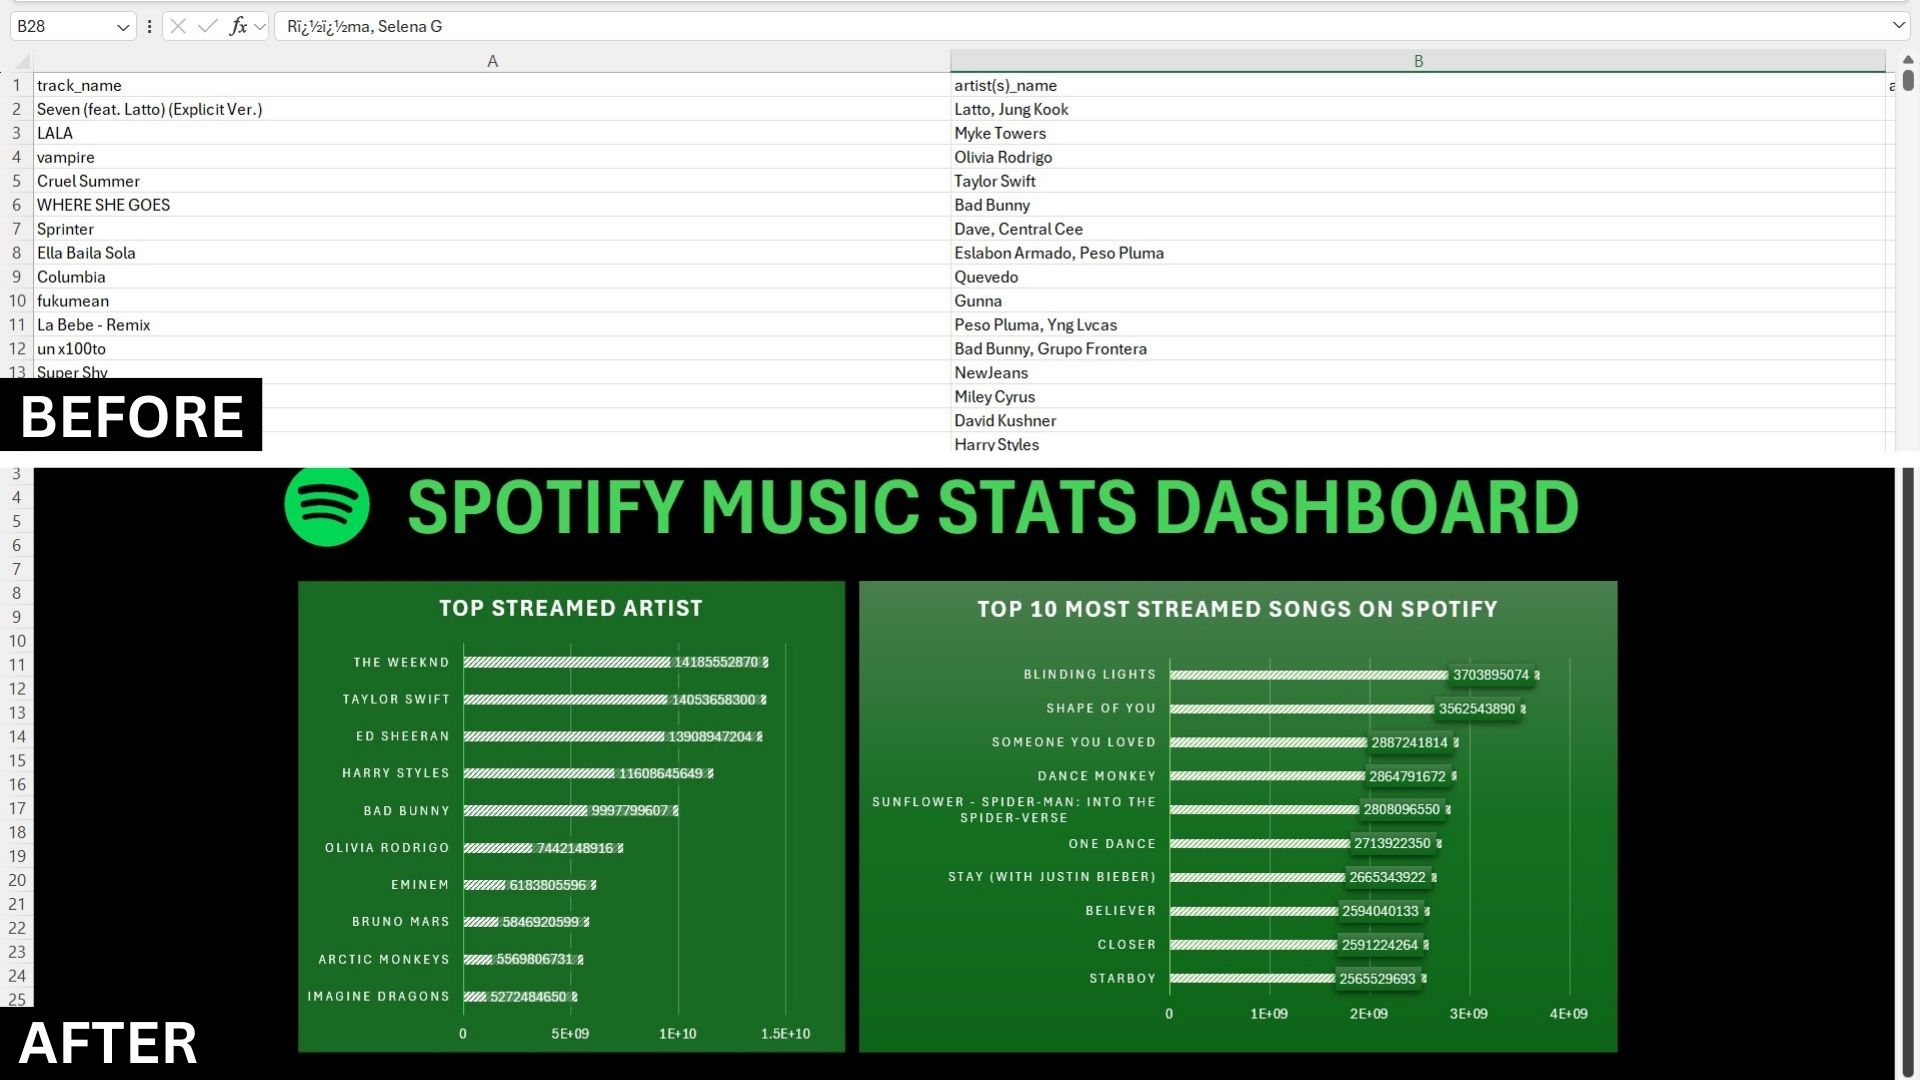 B28
fx
Rï¿½ï¿½ma, Selena G
A
B
1 track_name artist(s)_name
2 Seven (feat. Latto) (Explicit Ver.) Latto, Jung Kook
3 LALA Myke Towers
4 vampire Olivia Rodrigo
5 Cruel Summer Taylor Swift
6 WHERE SHE GOES Bad Bunny
7 Sprinter Dave, Central Cee
8 Ella Baila Sola Eslabon Armado, Peso Pluma
9 Columbia Quevedo
10 fukumean Gunna
11 La Bebe - Remix Peso Pluma, Yng Lvcas
12 un x100to Bad Bunny, Grupo Frontera
13 Super Shy NewJeans
Miley Cyrus
David Kushner
Harry Styles
BEFORE
3
4
5
6
7
8
9
10
11
12
13
14
15
16
17
18
19
20
21
22
23
24
25
SPOTIFY MUSIC STATS DASHBOARD
TOP STREAMED ARTIST
THE WEEKND 14185552870
TAYLOR SWIFT 14053658300
ED SHEERAN 13908947204
HARRY STYLES 11608645649
BAD BUNNY 9997799607
OLIVIA RODRIGO 7442148916
EMINEM 6183805596
BRUNO MARS 5846920599
ARCTIC MONKEYS 5569806731
IMAGINE DRAGONS 5272484650
0 5E+09 1E+10 1.5E+10
TOP 10 MOST STREAMED SONGS ON SPOTIFY
BLINDING LIGHTS 3703895074
SHAPE OF YOU 3562543890
SOMEONE YOU LOVED 2887241814
DANCE MONKEY 2864791672
SUNFLOWER - SPIDER-MAN: INTO THE
SPIDER-VERSE 2808096550
ONE DANCE 2713922350
STAY (WITH JUSTIN BIEBER) 2665343922
BELIEVER 2594040133
CLOSER 2591224264
STARBOY 2565529693
0 1E+09 2E+09 3E+09 4E+09
AFTER